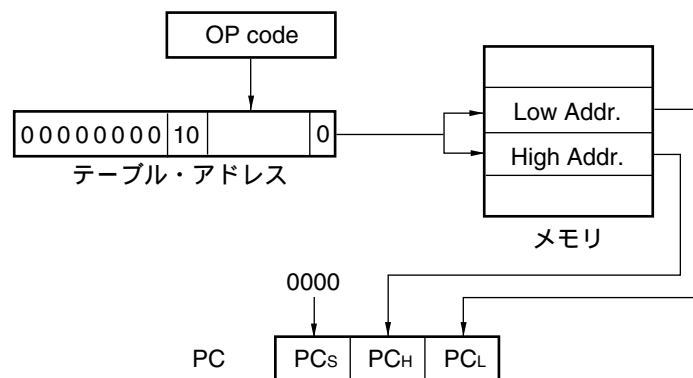 OP code
00000000 10 0
テーブル・アドレス
Low Addr.
High Addr.
メモリ
0000
PC PCS PCH PCL